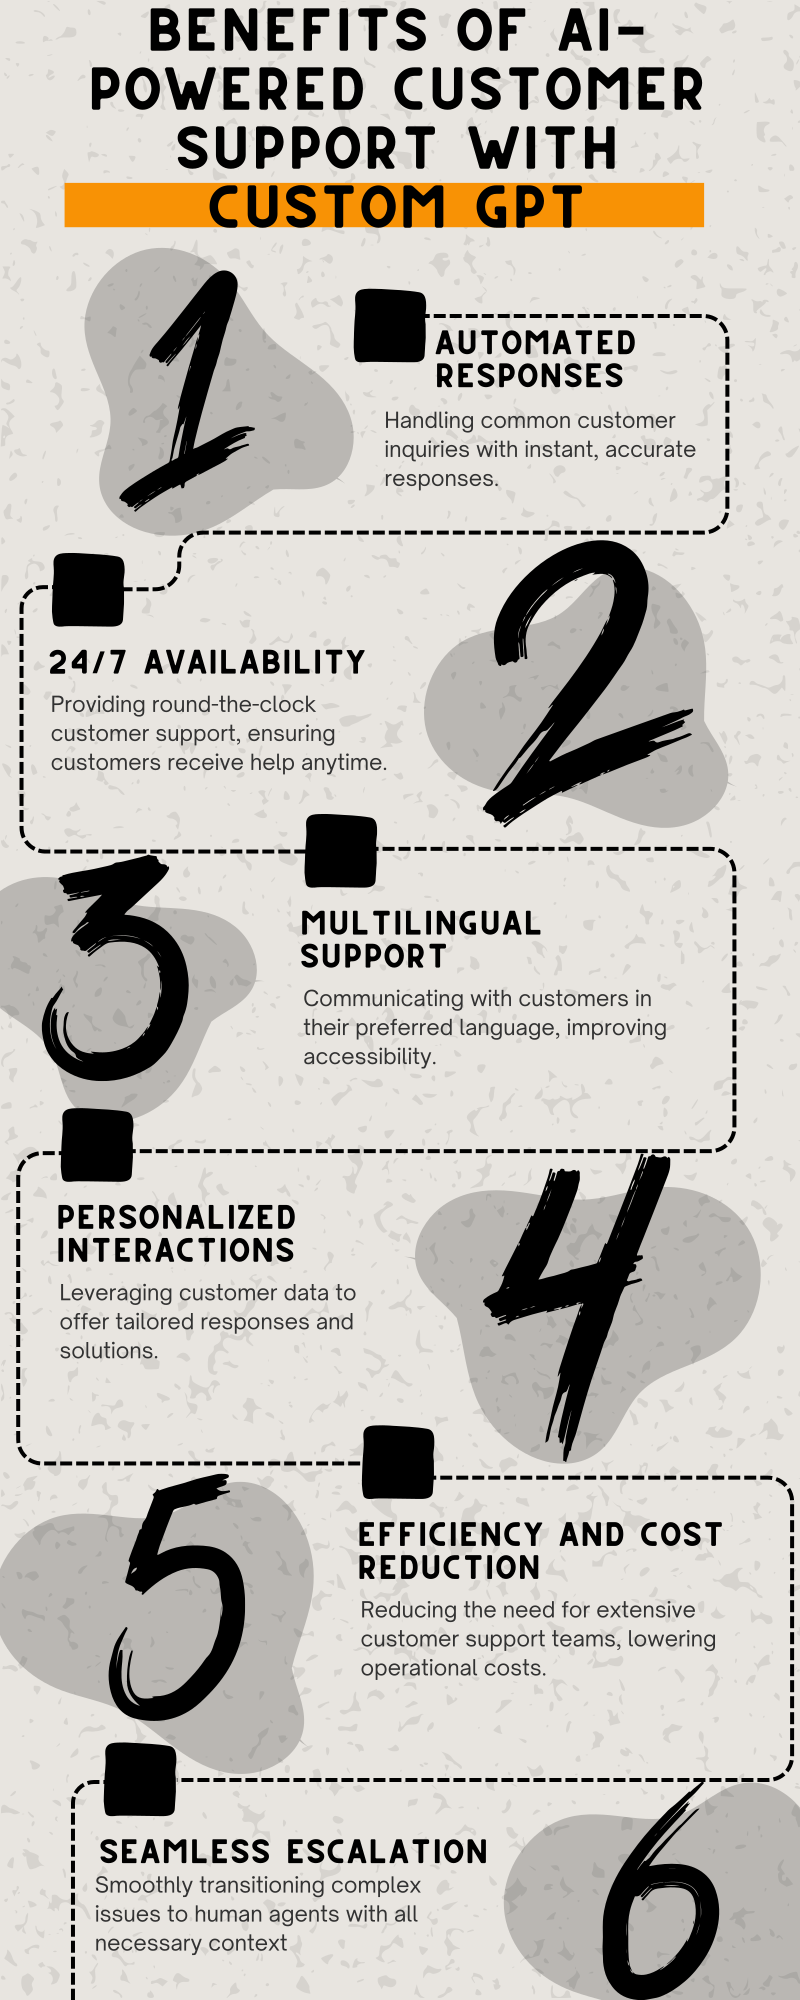 BENEFITS OF AI-
POWERED CUSTOMER
SUPPORT WITH
CUSTOM GPT
1
AUTOMATED
RESPONSES
Handling common customer
inquiries with instant, accurate
responses.
2
24/7 AVAILABILITY
Providing round-the-clock
customer support, ensuring
customers receive help anytime.
3
MULTILINGUAL
SUPPORT
Communicating with customers in
their preferred language, improving
accessibility.
4
PERSONALIZED
INTERACTIONS
Leveraging customer data to
offer tailored responses and
solutions.
5
EFFICIENCY AND COST
REDUCTION
Reducing the need for extensive
customer support teams, lowering
operational costs.
6
SEAMLESS ESCALATION
Smoothly transitioning complex
issues to human agents with all
necessary context